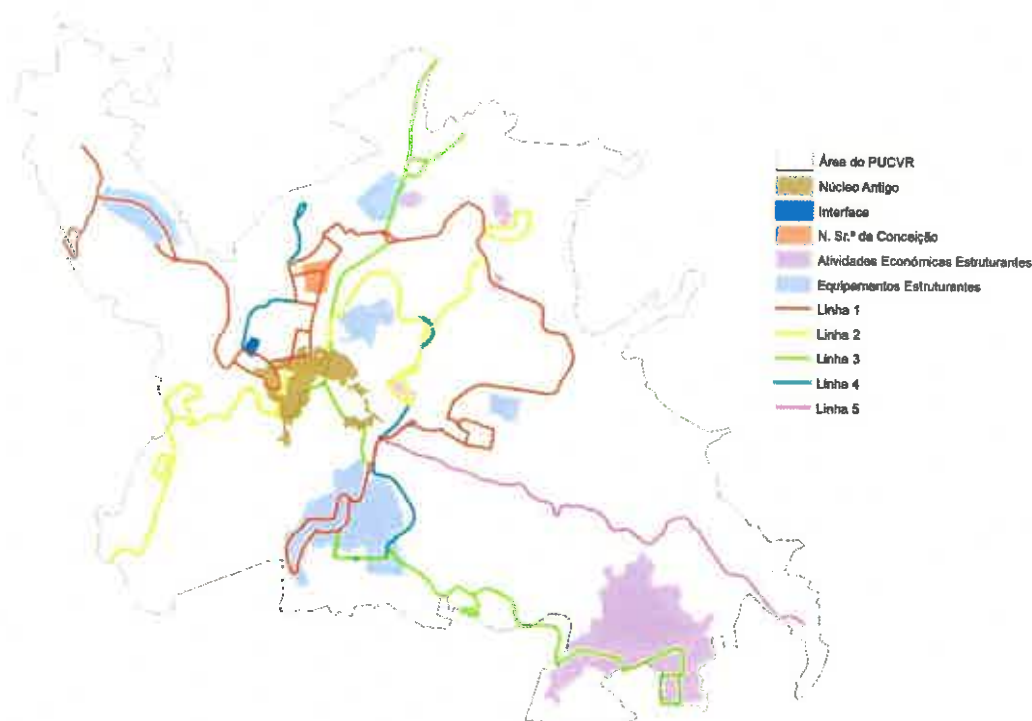 Área do PUCVR
Núcleo Antigo
Interface
N. Sr.ª da Conceição
Atividades Económicas Estruturantes
Equipamentos Estruturantes
Linha 1
Linha 2
Linha 3
Linha 4
Linha 5